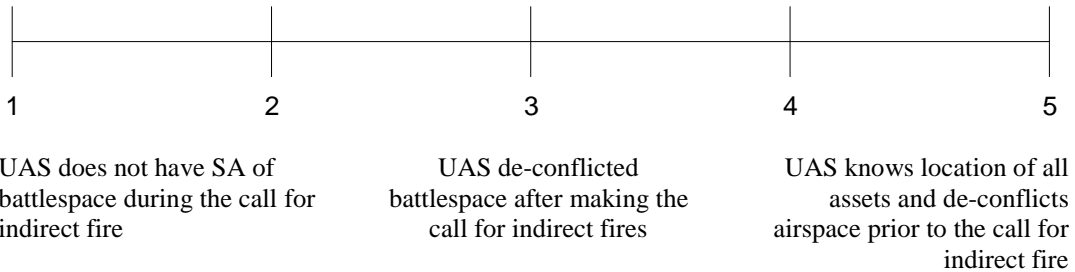 1 2 3 4 5
UAS does not have SA of
battlespace during the call for
indirect fire
UAS de-conflicted
battlespace after making the
call for indirect fires
UAS knows location of all
assets and de-conflicts
airspace prior to the call for
indirect fire